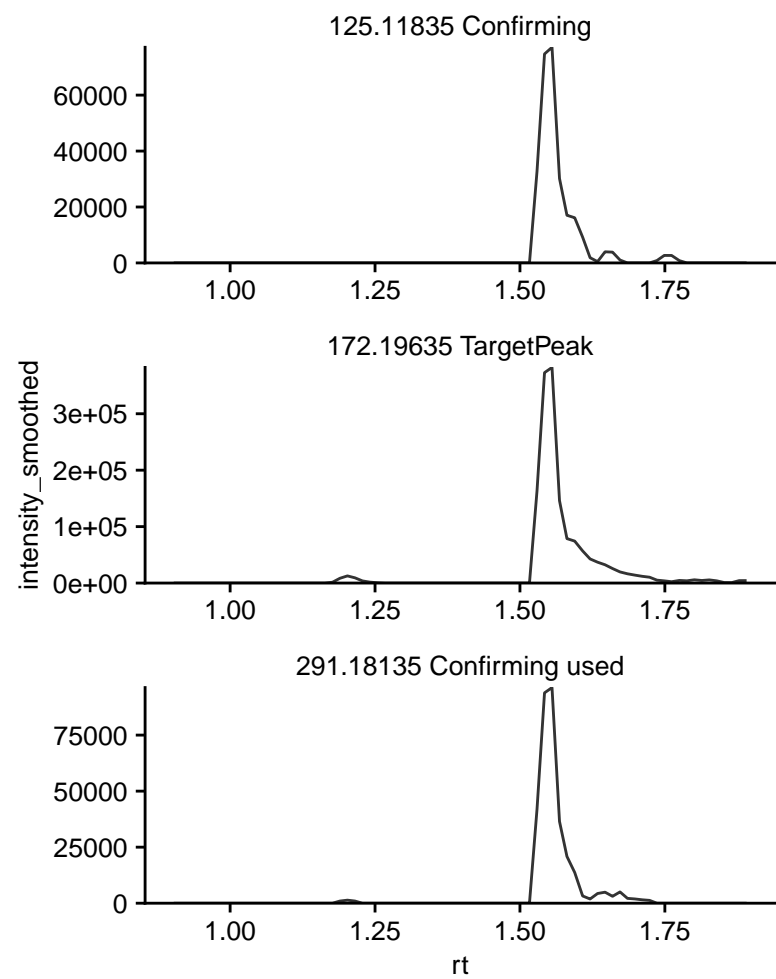 125.11835 Confirming
60000
40000
20000
0
1.00 1.25 1.50 1.75
172.19635 TargetPeak
intensity_smoothed
3e+05
2e+05
1e+05
0e+00
1.00 1.25 1.50 1.75
291.18135 Confirming used
75000
50000
25000
0
1.00 1.25 1.50 1.75
rt